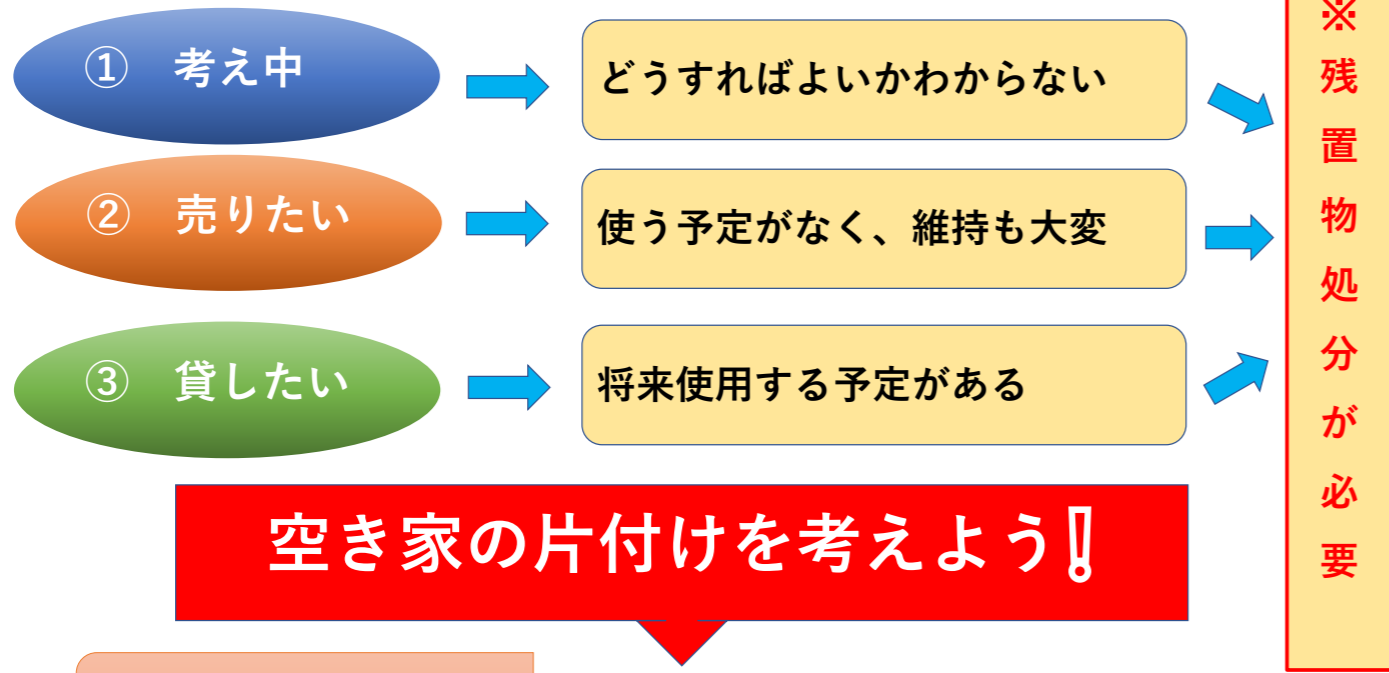 ① 考え中
どうすればよいかわからない
② 売りたい
使う予定がなく、維持も大変
③ 貸したい
将来使用する予定がある
※残置物処分が必要
空き家の片付けを考えよう‼